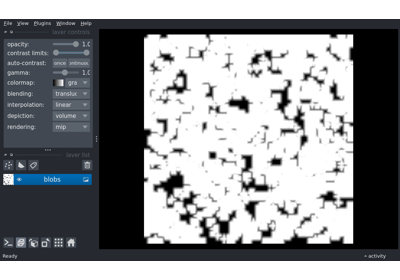 File View Plugins Window Help
layer controls
opacity: 1.0
contrast limits:
auto-contrast: once
gamma: 1.0
colormap: gra
blending: translu
interpolation: linear
depiction: volume
rendering: mip
layer list
blobs
Ready
activity